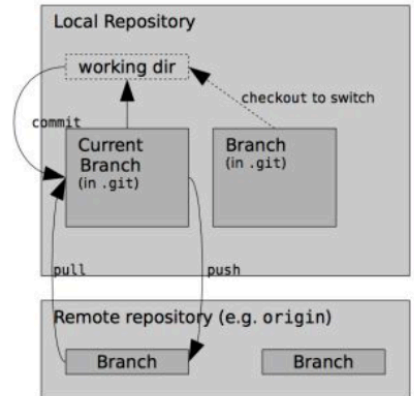 Local Repository
working dir
checkout to switch
commit
Current
Branch
(in .git)
Branch
(in .git)
pull
push
Remote repository (e.g. origin)
Branch
Branch